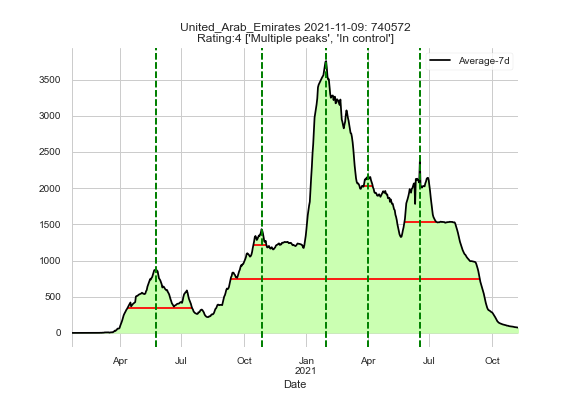 United_Arab_Emirates 2021-11-09: 740572
Rating:4 ['Multiple peaks', 'In control']
Average-7d
3500
3000
2500
2000
1500
1000
500
0
Apr Jul Oct Jan Apr Jul Oct
2021
Date